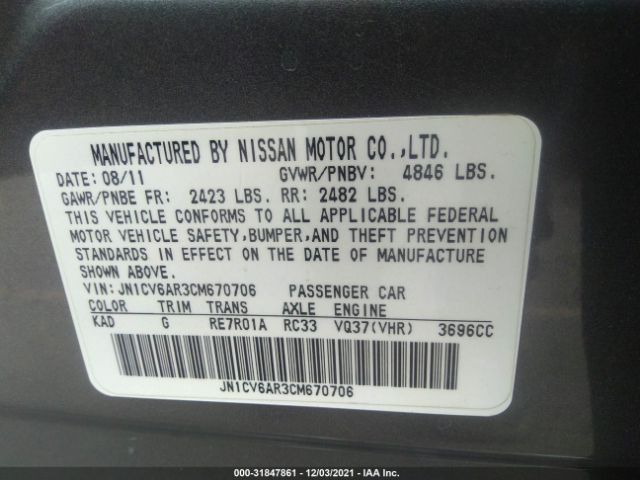 MANUFACTURED BY NISSAN MOTOR CO.,LTD.
DATE: 08/11 GVWR/PNBV: 4846 LBS.
GAWR/PNBE FR: 2423 LBS. RR: 2482 LBS.
THIS VEHICLE CONFORMS TO ALL APPLICABLE FEDERAL
MOTOR VEHICLE SAFETY,BUMPER,AND THEFT PREVENTION
STANDARDS IN EFFECT ON THE DATE OF MANUFACTURE
SHOWN ABOVE.
VIN: JN1CV6AR3CM670706 PASSENGER CAR
COLOR TRIM TRANS AXLE ENGINE
KAD G RE7R01A RC33 VQ37(VHR) 3696CC
JN1CV6AR3CM670706
000-31847861 - 12/03/2021 - IAAI.com